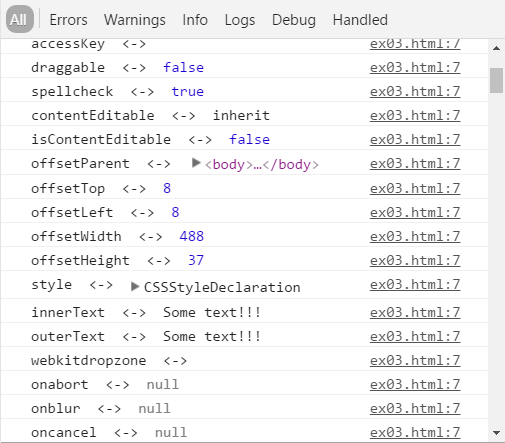 All Errors Warnings Info Logs Debug Handled
accessKey <-> ex03.html:7
draggable <-> false ex03.html:7
spellcheck <-> true ex03.html:7
contentEditable <-> inherit ex03.html:7
isContentEditable <-> false ex03.html:7
offsetParent <-> ▶<body>…</body> ex03.html:7
offsetTop <-> 8 ex03.html:7
offsetLeft <-> 8 ex03.html:7
offsetWidth <-> 488 ex03.html:7
offsetHeight <-> 37 ex03.html:7
style <-> ▶CSSStyleDeclaration ex03.html:7
innerText <-> Some text!!! ex03.html:7
outerText <-> Some text!!! ex03.html:7
webkitdropzone <-> ex03.html:7
onabort <-> null ex03.html:7
onblur <-> null ex03.html:7
oncancel <-> null ex03.html:7